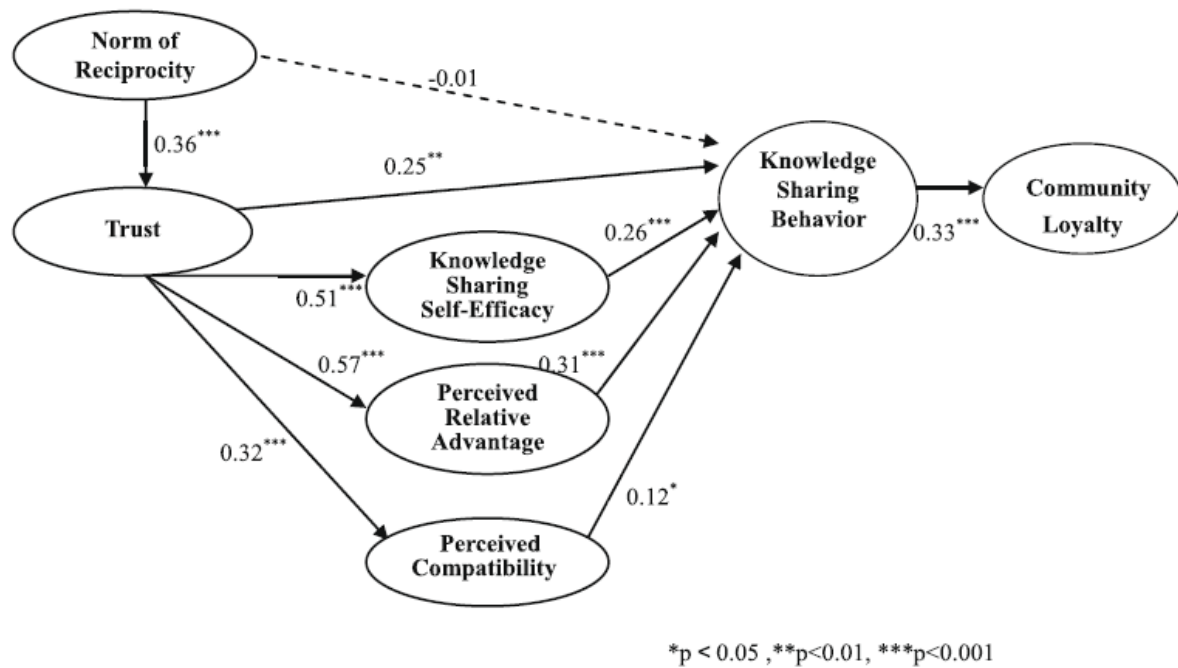 Norm of
Reciprocity
-0.01
0.36***
0.25**
Knowledge
Sharing
Behavior
Community
Loyalty
Trust
0.26***
0.33***
Knowledge
Sharing
Self-Efficacy
0.51***
0.57***
0.31***
Perceived
Relative
Advantage
0.32***
0.12*
Perceived
Compatibility
*p < 0.05 ,**p<0.01, ***p<0.001